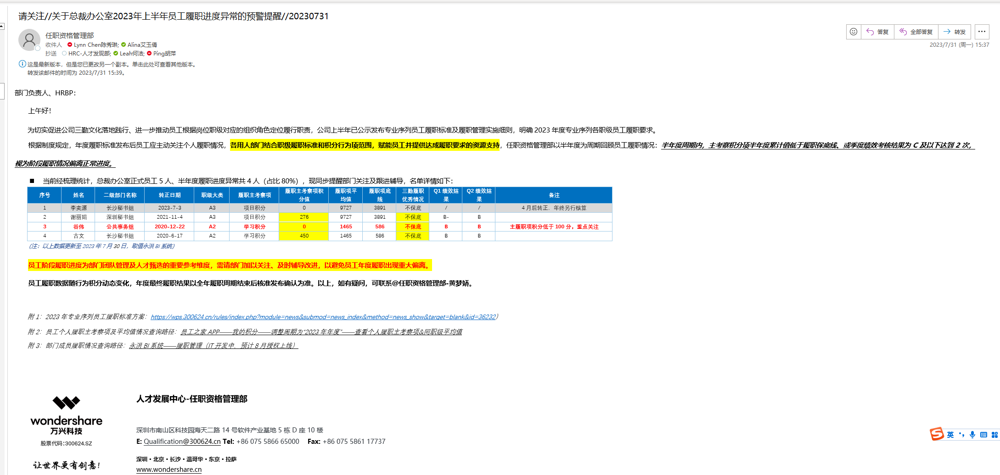 请关注//关于总裁办公室2023年上半年员工履职进度异常的预警提醒//20230731
任职资格管理部
收件人 Lynn Chen陈秀琳; Alina艾玉倩
抄送 HRC-人才发现部; Leah何洁; Ping胡萍
答复 全部答复 转发 ···
2023/7/31 (周一) 15:37
这是最新版本，但是您已更改另一个副本。单击此处可查看其他版本。
转发该邮件的时间为 2023/7/31 15:39。
部门负责人、HRBP：
上午好！
为切实促进公司三勤文化落地践行、进一步推动员工根据岗位职级对应的组织角色定位履行职责，公司上半年已公示发布专业序列员工履职标准及履职管理实施细则，明确 2023 年度专业序列各职级员工履职要求。
根据制度规定，年度履职标准发布后员工应主动关注个人履职情况，各用人部门结合职级履职标准和积分行为项范围，赋能员工并提供达成履职要求的资源支持，任职资格管理部以半年度为周期回顾员工履职情况：半年度周期内，主考察积分项半年度累计值低于履职保底线、或季度绩效考核结果为 C 及以下达到 2 次，
视为阶段履职情况偏离正常进度。
■ 当前经梳理统计，总裁办公室正式员工 5 人、半年度履职进度异常共 4 人（占比 80%），现同步提醒部门关注及跟进辅导，名单详情如下：
序号 姓名 二级部门名称 转正日期 职级大类 履职主考察项 履职主考察项积分值 履职项平均值 履职项底线 三勤履职优秀情况 Q1 绩效结果 Q2 绩效结果 备注
1 李奕源 长沙秘书组 2023-7-3 A3 项目积分 0 9727 3891 不保底 / / 4 月后转正，年终另行核算
2 谢丽娟 深圳秘书组 2021-11-4 A3 项目积分 276 9727 3891 不保底 B- B
3 谷伟 公共事务组 2020-12-22 A2 学习积分 0 1465 586 不保底 B B 主履职项积分低于 100 分，重点关注
4 古文 长沙秘书组 2020-6-17 A2 学习积分 450 1465 586 不保底 B B
（注：以上数据更新至 2023 年 7 月 30 日，取值永洪 BI 系统）
员工阶段履职进度为部门团队管理及人才甄选的重要参考维度，需请部门加以关注、及时辅导改进，以避免员工年度履职出现重大偏离。
员工履职数据随行为积分动态变化，年度最终履职结果以全年履职周期结束后核准发布确认为准。以上，如有疑问，可联系@任职资格管理部-黄梦娇。
附 1：2023 年专业序列员工履职标准方案：https://wps.300624.cn/rules/index.php?module=news&submod=news_index&method=news_show&target=blank&id=36232）
附 2：员工个人履职主考察项及平均值情况查询路径：员工之家 APP——我的积分——调整周期为“2023 年年度”——查看个人履职主考察项&同职级平均值
附 3：部门成员履职情况查询路径：永洪 BI 系统——履职管理（IT 开发中，预计 8 月授权上线）
wondershare
万兴科技
股票代码:300624.SZ
让世界更有创意!
人才发展中心-任职资格管理部
深圳市南山区科技园海天二路 14 号软件产业基地 5 栋 D 座 10 楼
E: Qualification@300624.cn Tel: +86 075 5866 65000 Fax: +86 075 5861 17737
深圳 • 北京 • 长沙 • 温哥华 • 东京 • 拉萨
www.wondershare.cn
英